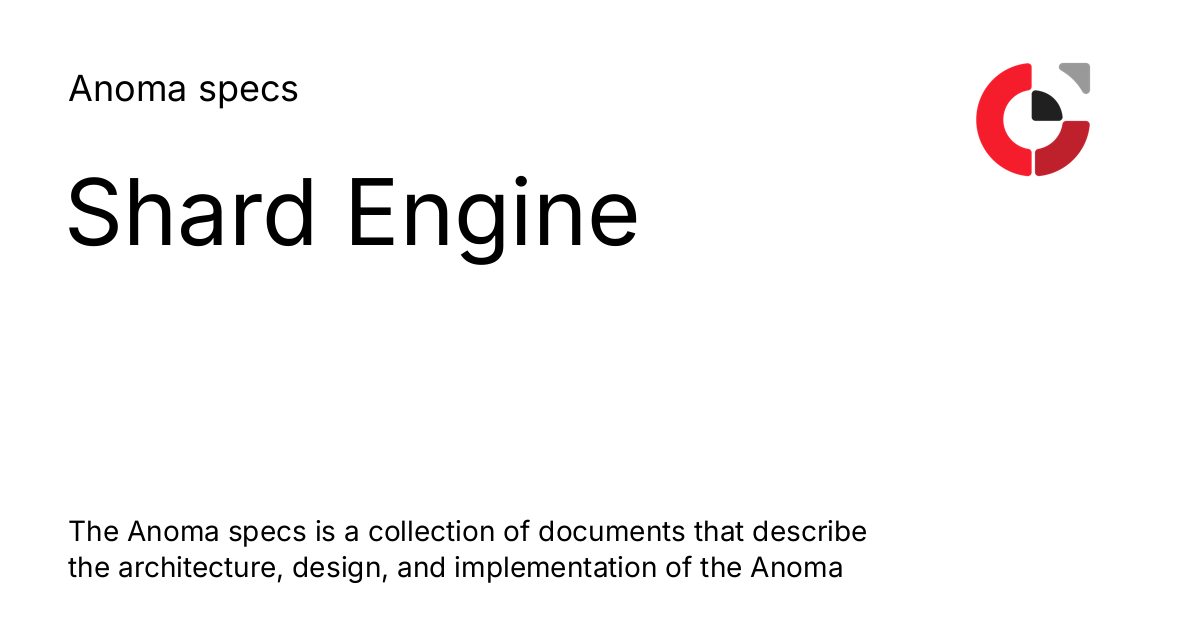 Anoma specs
Shard Engine
The Anoma specs is a collection of documents that describe
the architecture, design, and implementation of the Anoma